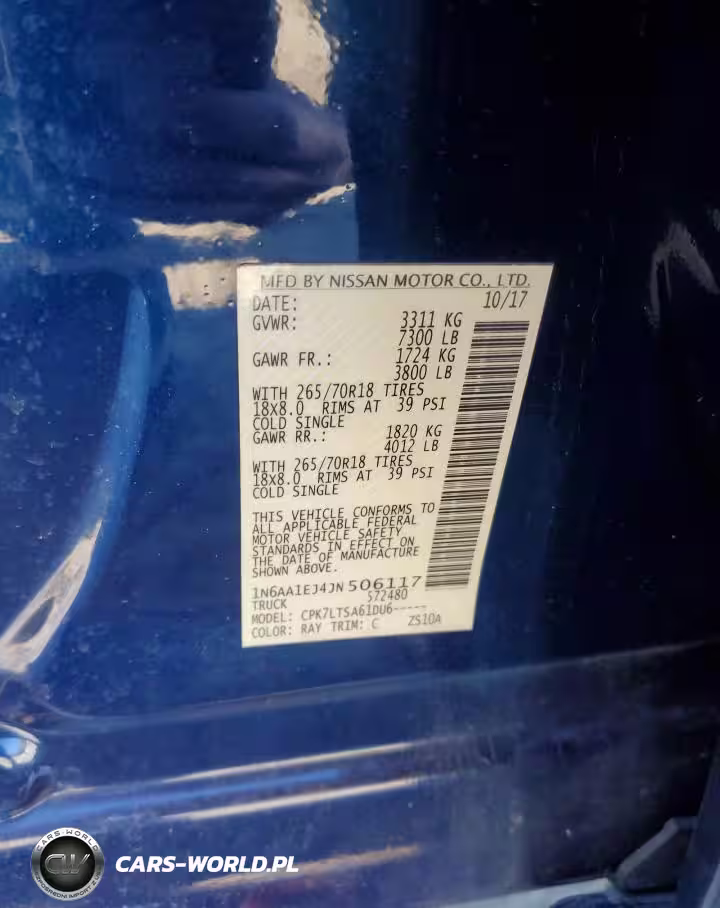 MFD BY NISSAN MOTOR CO., LTD.
DATE: 10/17
GVWR: 3311 KG
7300 LB
GAWR FR.: 1724 KG
3800 LB
WITH 265/70R18 TIRES
18X8.0 RIMS AT 39 PSI
COLD SINGLE
GAWR RR.: 1820 KG
4012 LB
WITH 265/70R18 TIRES
18X8.0 RIMS AT 39 PSI
COLD SINGLE
THIS VEHICLE CONFORMS TO
ALL APPLICABLE FEDERAL
MOTOR VEHICLE SAFETY
STANDARDS IN EFFECT ON
THE DATE OF MANUFACTURE
SHOWN ABOVE.
1N6AA1EJ4JN506117
TRUCK 572480
MODEL: CPK7LTSA61DU6-----
COLOR: RAY TRIM: C ZS10A
CARS-WORLD
CW
CARS-WORLD.PL